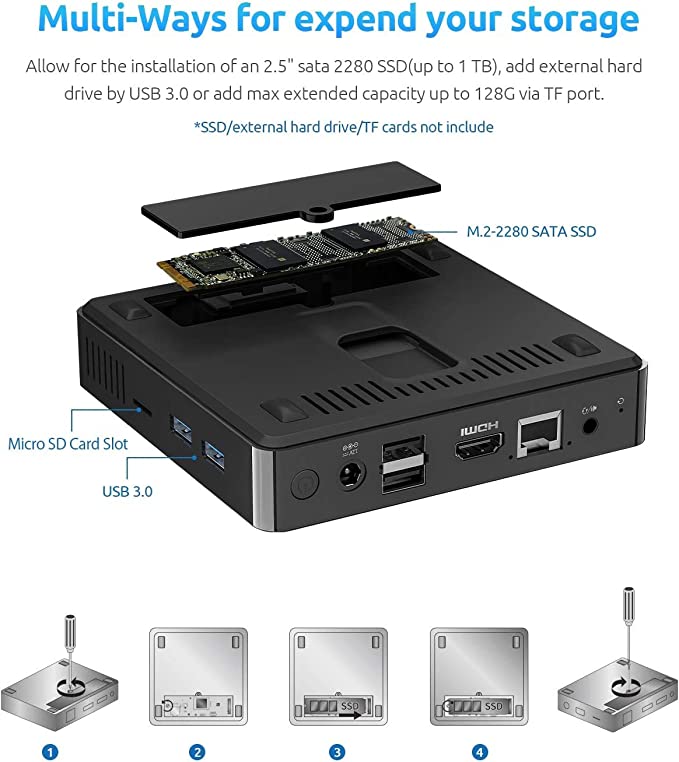 Multi-Ways for expend your storage
Allow for the installation of an 2.5" sata 2280 SSD(up to 1 TB), add external hard
drive by USB 3.0 or add max extended capacity up to 128G via TF port.
*SSD/external hard drive/TF cards not include
M.2-2280 SATA SSD
Micro SD Card Slot
USB 3.0
12V
HDMI
SSD
SSD
1
2
3
4